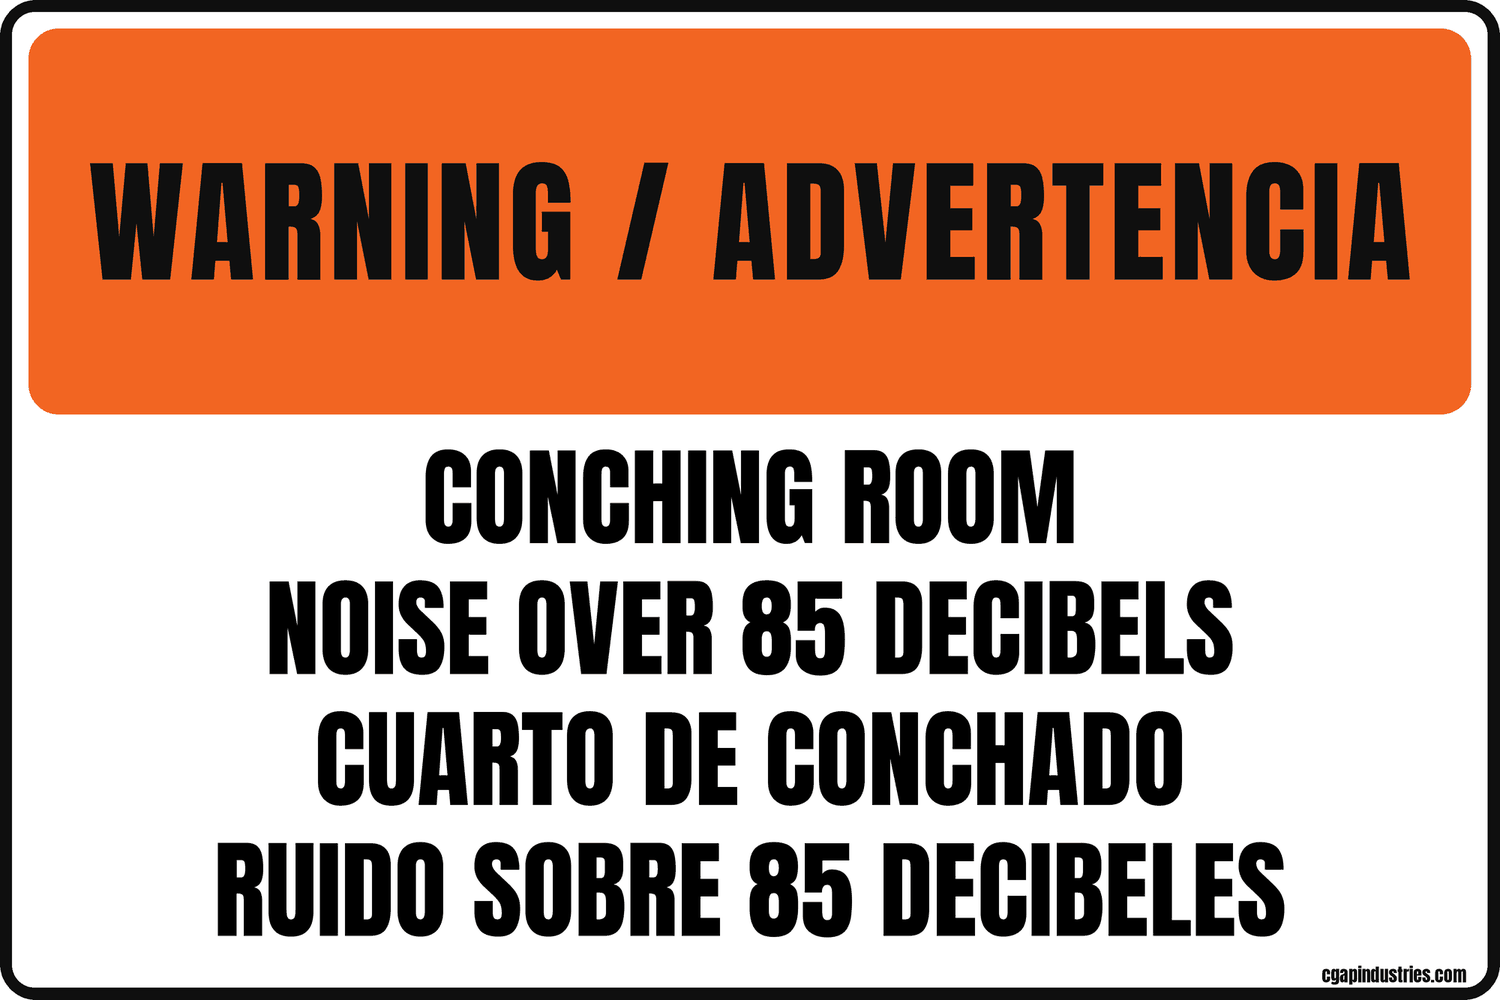 WARNING / ADVERTENCIA
CONCHING ROOM
NOISE OVER 85 DECIBELS
CUARTO DE CONCHADO
RUIDO SOBRE 85 DECIBELES
cgapindustries.com